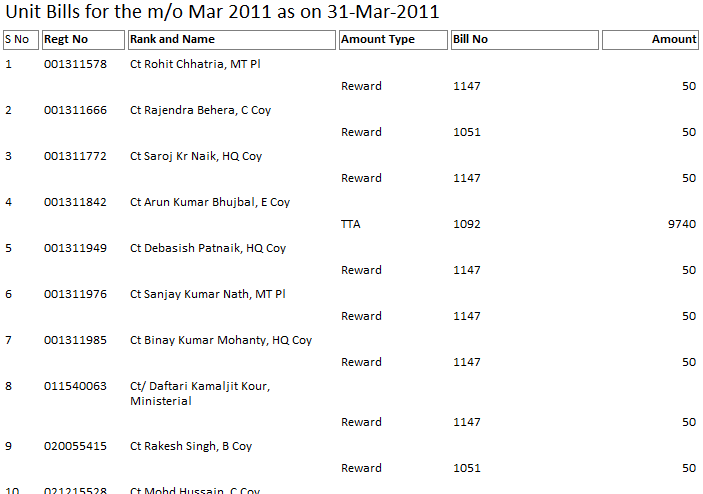 Unit Bills for the m/o Mar 2011 as on 31-Mar-2011
S No Regt No Rank and Name Amount Type Bill No Amount
1 001311578 Ct Rohit Chhatria, MT Pl
Reward 1147 50
2 001311666 Ct Rajendra Behera, C Coy
Reward 1051 50
3 001311772 Ct Saroj Kr Naik, HQ Coy
Reward 1147 50
4 001311842 Ct Arun Kumar Bhujbal, E Coy
TTA 1092 9740
5 001311949 Ct Debasish Patnaik, HQ Coy
Reward 1147 50
6 001311976 Ct Sanjay Kumar Nath, MT Pl
Reward 1147 50
7 001311985 Ct Binay Kumar Mohanty, HQ Coy
Reward 1147 50
8 011540063 Ct/ Daftari Kamaljit Kour,
Ministerial
Reward 1147 50
9 020055415 Ct Rakesh Singh, B Coy
Reward 1051 50
10 021215528 Ct Mohd Hussain, C Coy